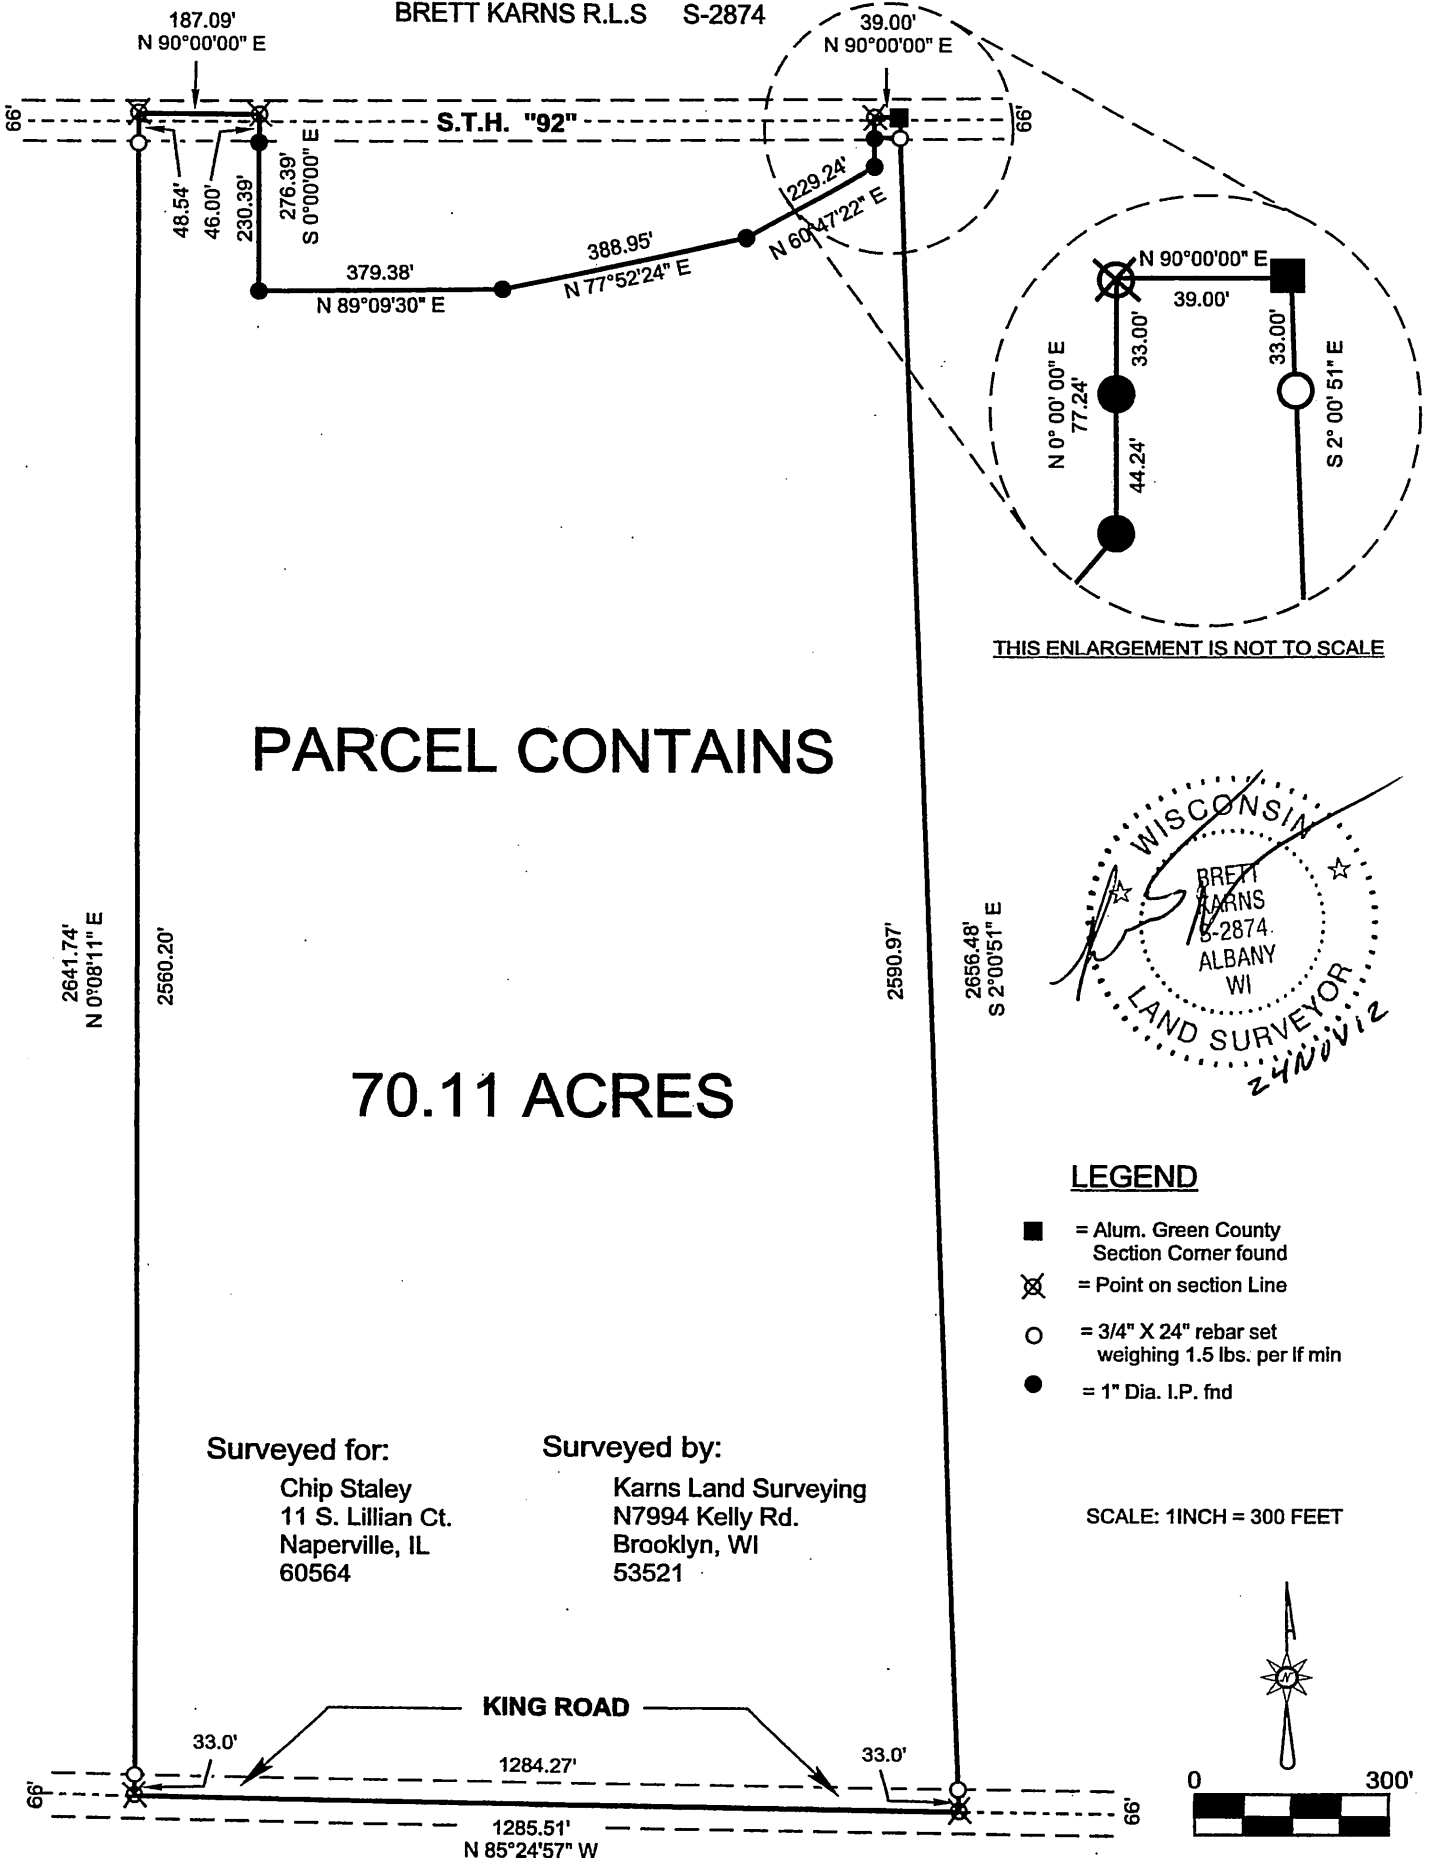 BRETT KARNS R.L.S S-2874
187.09'
N 90°00'00" E
39.00'
N 90°00'00" E
66'
S.T.H. "92"
66'
48.54'
46.00'
230.39'
276.39'
S 0°00'00" E
229.24'
N 60°47'22" E
388.95'
N 77°52'24" E
379.38'
N 89°09'30" E
N 90°00'00" E
39.00'
33.00'
33.00'
N 0° 00' 00" E
77.24'
44.24'
S 2° 00' 51" E
THIS ENLARGEMENT IS NOT TO SCALE
PARCEL CONTAINS
70.11 ACRES
2641.74'
N 0°08'11" E
2560.20'
2590.97'
2656.48'
S 2°00'51" E
WISCONSIN
BRETT
KARNS
S-2874
ALBANY
WI
LAND SURVEYOR
24NOV12
LEGEND
= Alum. Green County
Section Corner found
= Point on section Line
= 3/4" X 24" rebar set
weighing 1.5 lbs. per lf min
= 1" Dia. I.P. fnd
Surveyed for:
Chip Staley
11 S. Lillian Ct.
Naperville, IL
60564
Surveyed by:
Karns Land Surveying
N7994 Kelly Rd.
Brooklyn, WI
53521
SCALE: 1INCH = 300 FEET
N
0 300'
KING ROAD
33.0'
33.0'
1284.27'
66'
66'
1285.51'
N 85°24'57" W